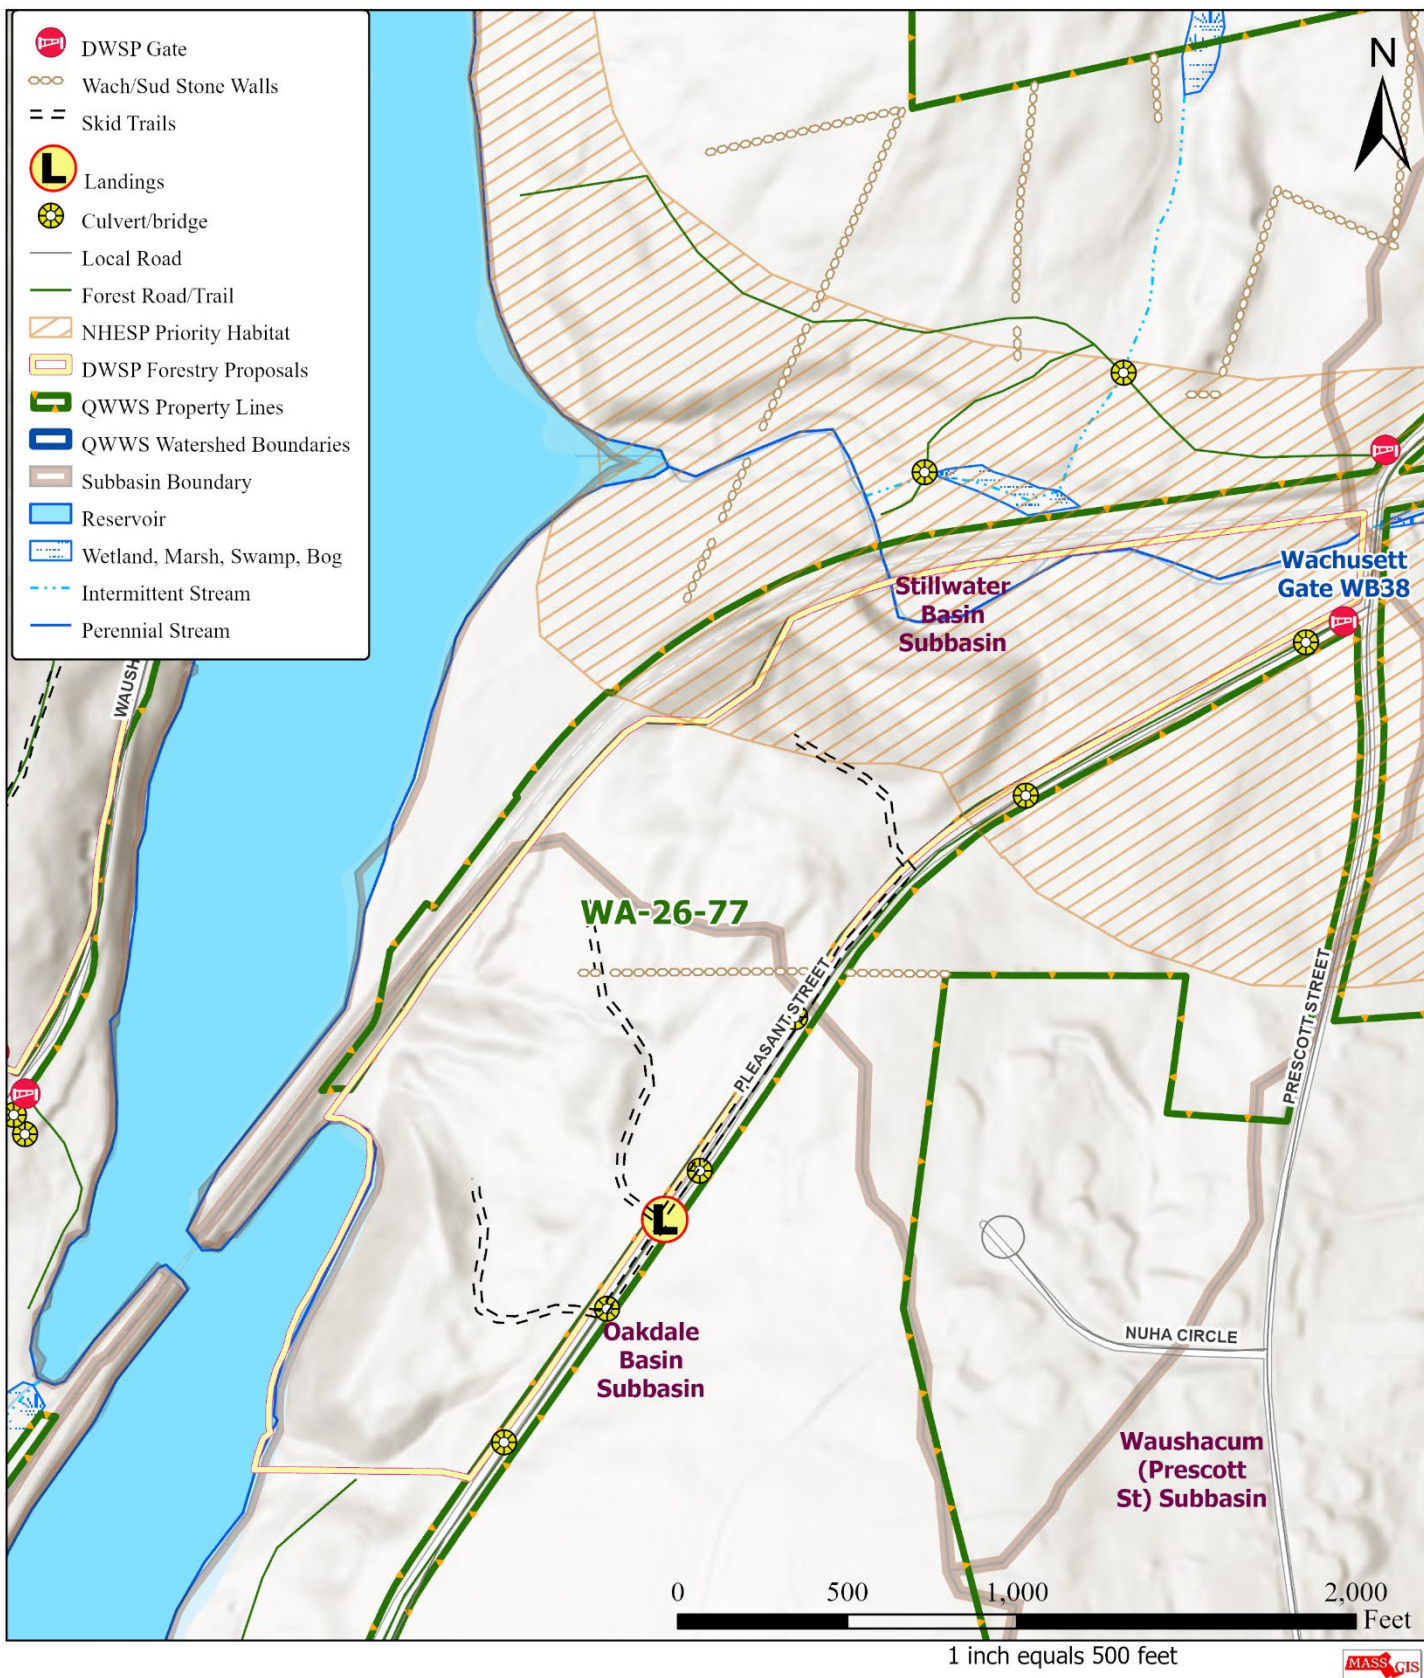 DWSP Gate
Wach/Sud Stone Walls
Skid Trails
L
Landings
Culvert/bridge
Local Road
Forest Road/Trail
NHESP Priority Habitat
DWSP Forestry Proposals
QWWS Property Lines
QWWS Watershed Boundaries
Subbasin Boundary
Reservoir
Wetland, Marsh, Swamp, Bog
Intermittent Stream
Perennial Stream
N
Wachusett
Gate WB38
Stillwater
Basin
Subbasin
WAUSH
WA-26-77
PLEASANT STREET
PRESCOTT STREET
L
NUHA CIRCLE
Oakdale
Basin
Subbasin
Waushacum
(Prescott
St) Subbasin
0 500 1,000 2,000
Feet
1 inch equals 500 feet
MASS GIS